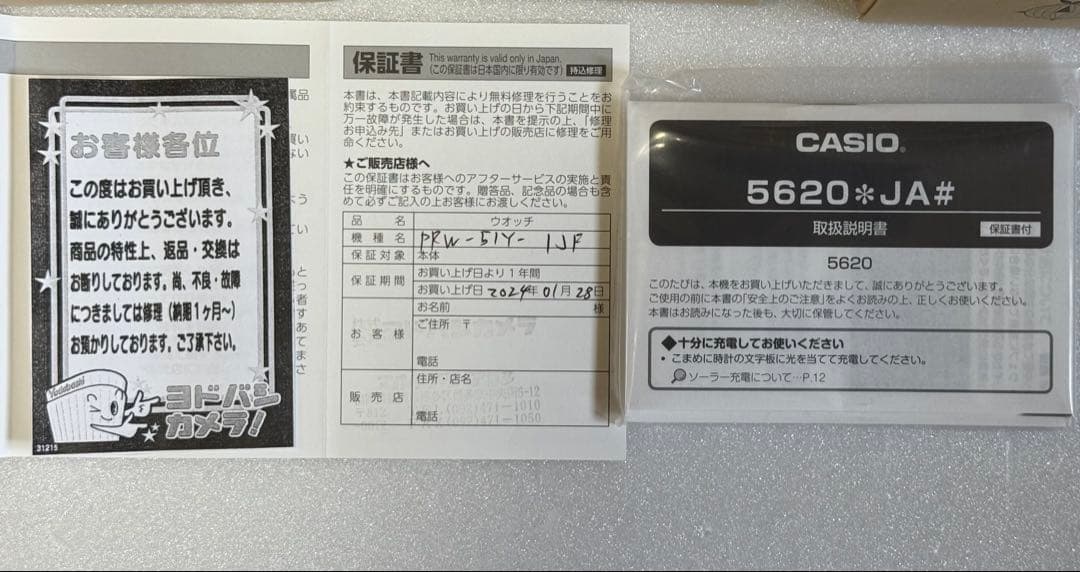 お客様各位
この度はお買い上げ頂き、
誠にありがとうございます。
商品の特性上、返品・交換は
お断りしております。尚、不良・故障
につきましては修理（納期1ヶ月〜）
お預かりしております。ご了承下さい。
Yodobashi
ヨドバシ
カメラ!
31215
保証書
This warranty is valid only in Japan.
(この保証書は日本国内に限り有効です)
持込修理
本書は、本書記載内容により無料修理を行うことをお
約束するものです。お買い上げの日から下記期間中に
万一故障が発生した場合は、本書を提示の上、「修理
お申込み先」またはお買い上げの販売店に修理をご用
命ください。
★ご販売店様へ
この保証書はお客様へのアフターサービスの実施と責
任を明確にするものです。贈答品、記念品の場合も含
めて必ずご記入の上お客様にお渡しください。
品名 ウオッチ
機種名 PRW-51Y-1JF
保証対象 本体
保証期間 お買い上げ日より1年間
お買い上げ日 2024年01月28日
お客様 お名前 様
ご住所 〒
電話
販売店 住所・店名
電話
CASIO
5620＊JA#
取扱説明書 保証書付
5620
このたびは、本機をお買い上げいただきまして、誠にありがとうございます。
ご使用の前に本書の「安全上のご注意」をよくお読みの上、正しくお使いください。
本書はお読みになった後も、大切に保管してください。
◆十分に充電してお使いください
• こまめに時計の文字板に光を当てて充電してください。
ソーラー充電について…P.12